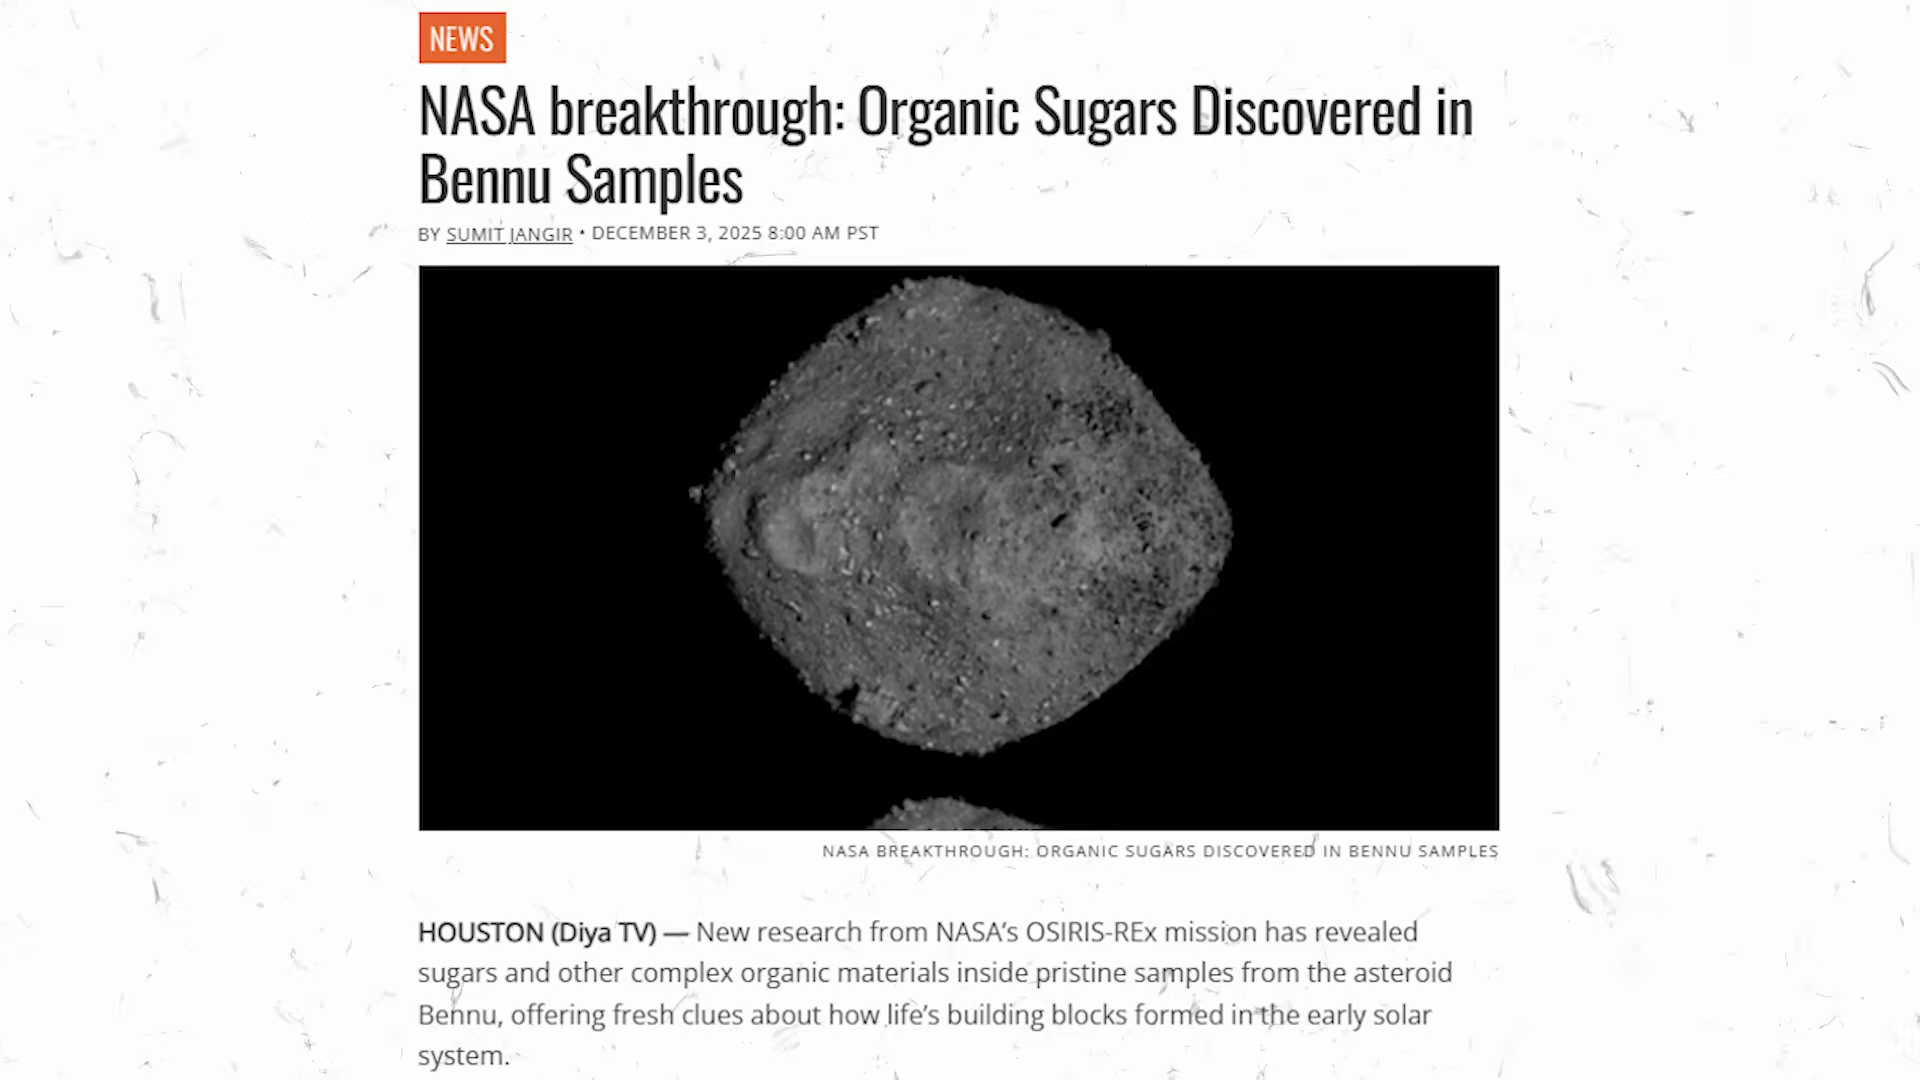 NEWS
NASA breakthrough: Organic Sugars Discovered in
Bennu Samples
BY SUMIT JANGIR • DECEMBER 3, 2025 8:00 AM PST
NASA BREAKTHROUGH: ORGANIC SUGARS DISCOVERED IN BENNU SAMPLES
HOUSTON (Diya TV) — New research from NASA’s OSIRIS-REx mission has revealed
sugars and other complex organic materials inside pristine samples from the asteroid
Bennu, offering fresh clues about how life’s building blocks formed in the early solar
system.